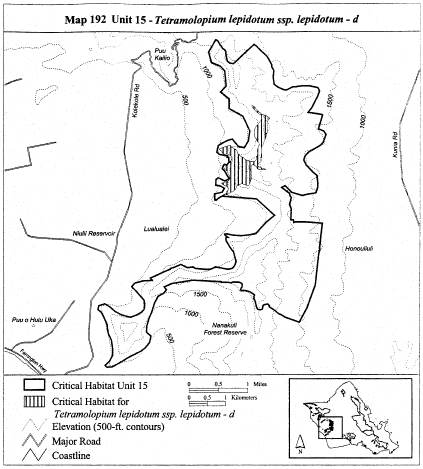 Map 192 Unit 15 - Tetramolopium lepidotum ssp. lepidotum - d
Puu
Kailio
1000
500
Kolekole Rd
1500
1000
Kunia Rd
Niulii Reservoir
Lualualei
Honouliuli
Puu o Hulu Uka
1500
1000
Nanakuli
Forest Reserve
500
Farrington Hwy
Critical Habitat Unit 15
Critical Habitat for
Tetramolopium lepidotum ssp. lepidotum - d
Elevation (500-ft. contours)
Major Road
Coastline
0 0.5 1 Miles
0 0.5 1 Kilometers
N